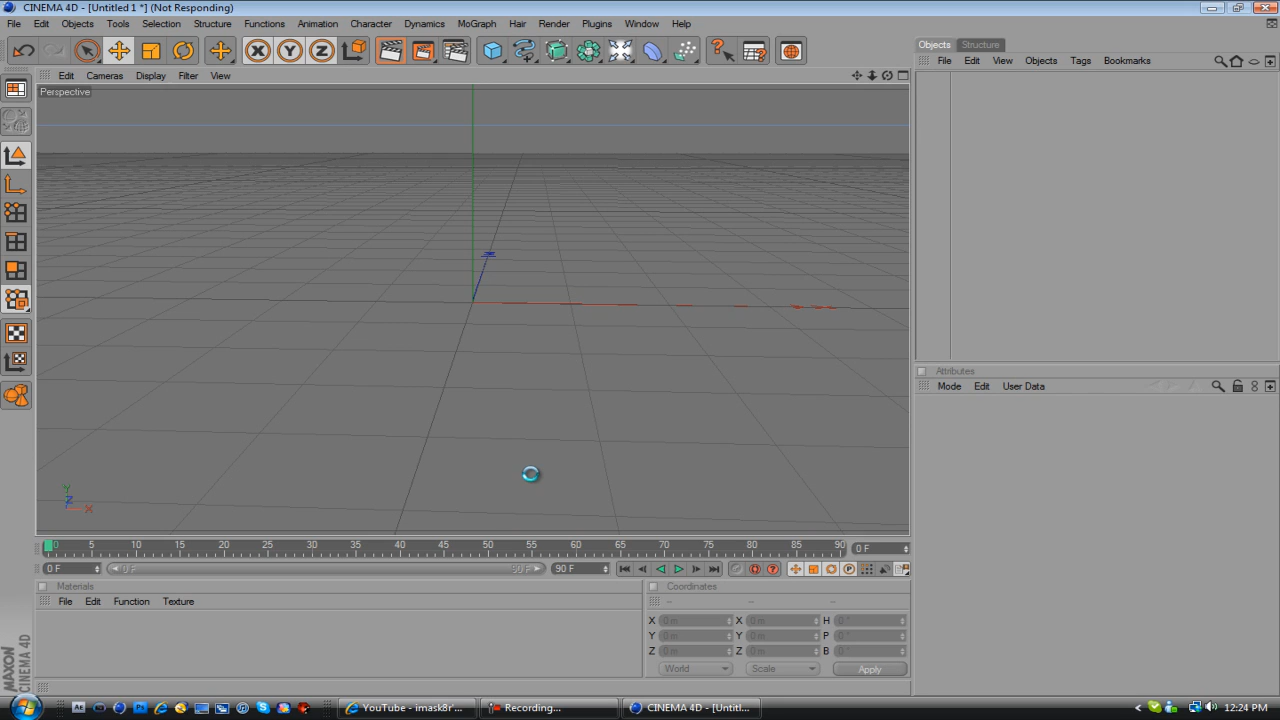 CINEMA 4D - [Untitled 1 *] (Not Responding)
File Edit Objects Tools Selection Structure Functions Animation Character Dynamics MoGraph Hair Render Plugins Window Help
X Y Z
Objects Structure
File Edit View Objects Tags Bookmarks
Edit Cameras Display Filter View
Perspective
Y
Z
X
Attributes
Mode Edit User Data
0 5 10 15 20 25 30 35 40 45 50 55 60 65 70 75 80 85 90
0 F
0 F 0 F 90 F 90 F
Materials
File Edit Function Texture
Coordinates
-- -- --
X 0 m X 0 m H 0 °
Y 0 m Y 0 m P 0 °
Z 0 m Z 0 m B 0 °
World Scale Apply
MAXON
CINEMA 4D
Ae Ps YouTube - imask8r'... Recording... CINEMA 4D - [Untitl... 12:24 PM